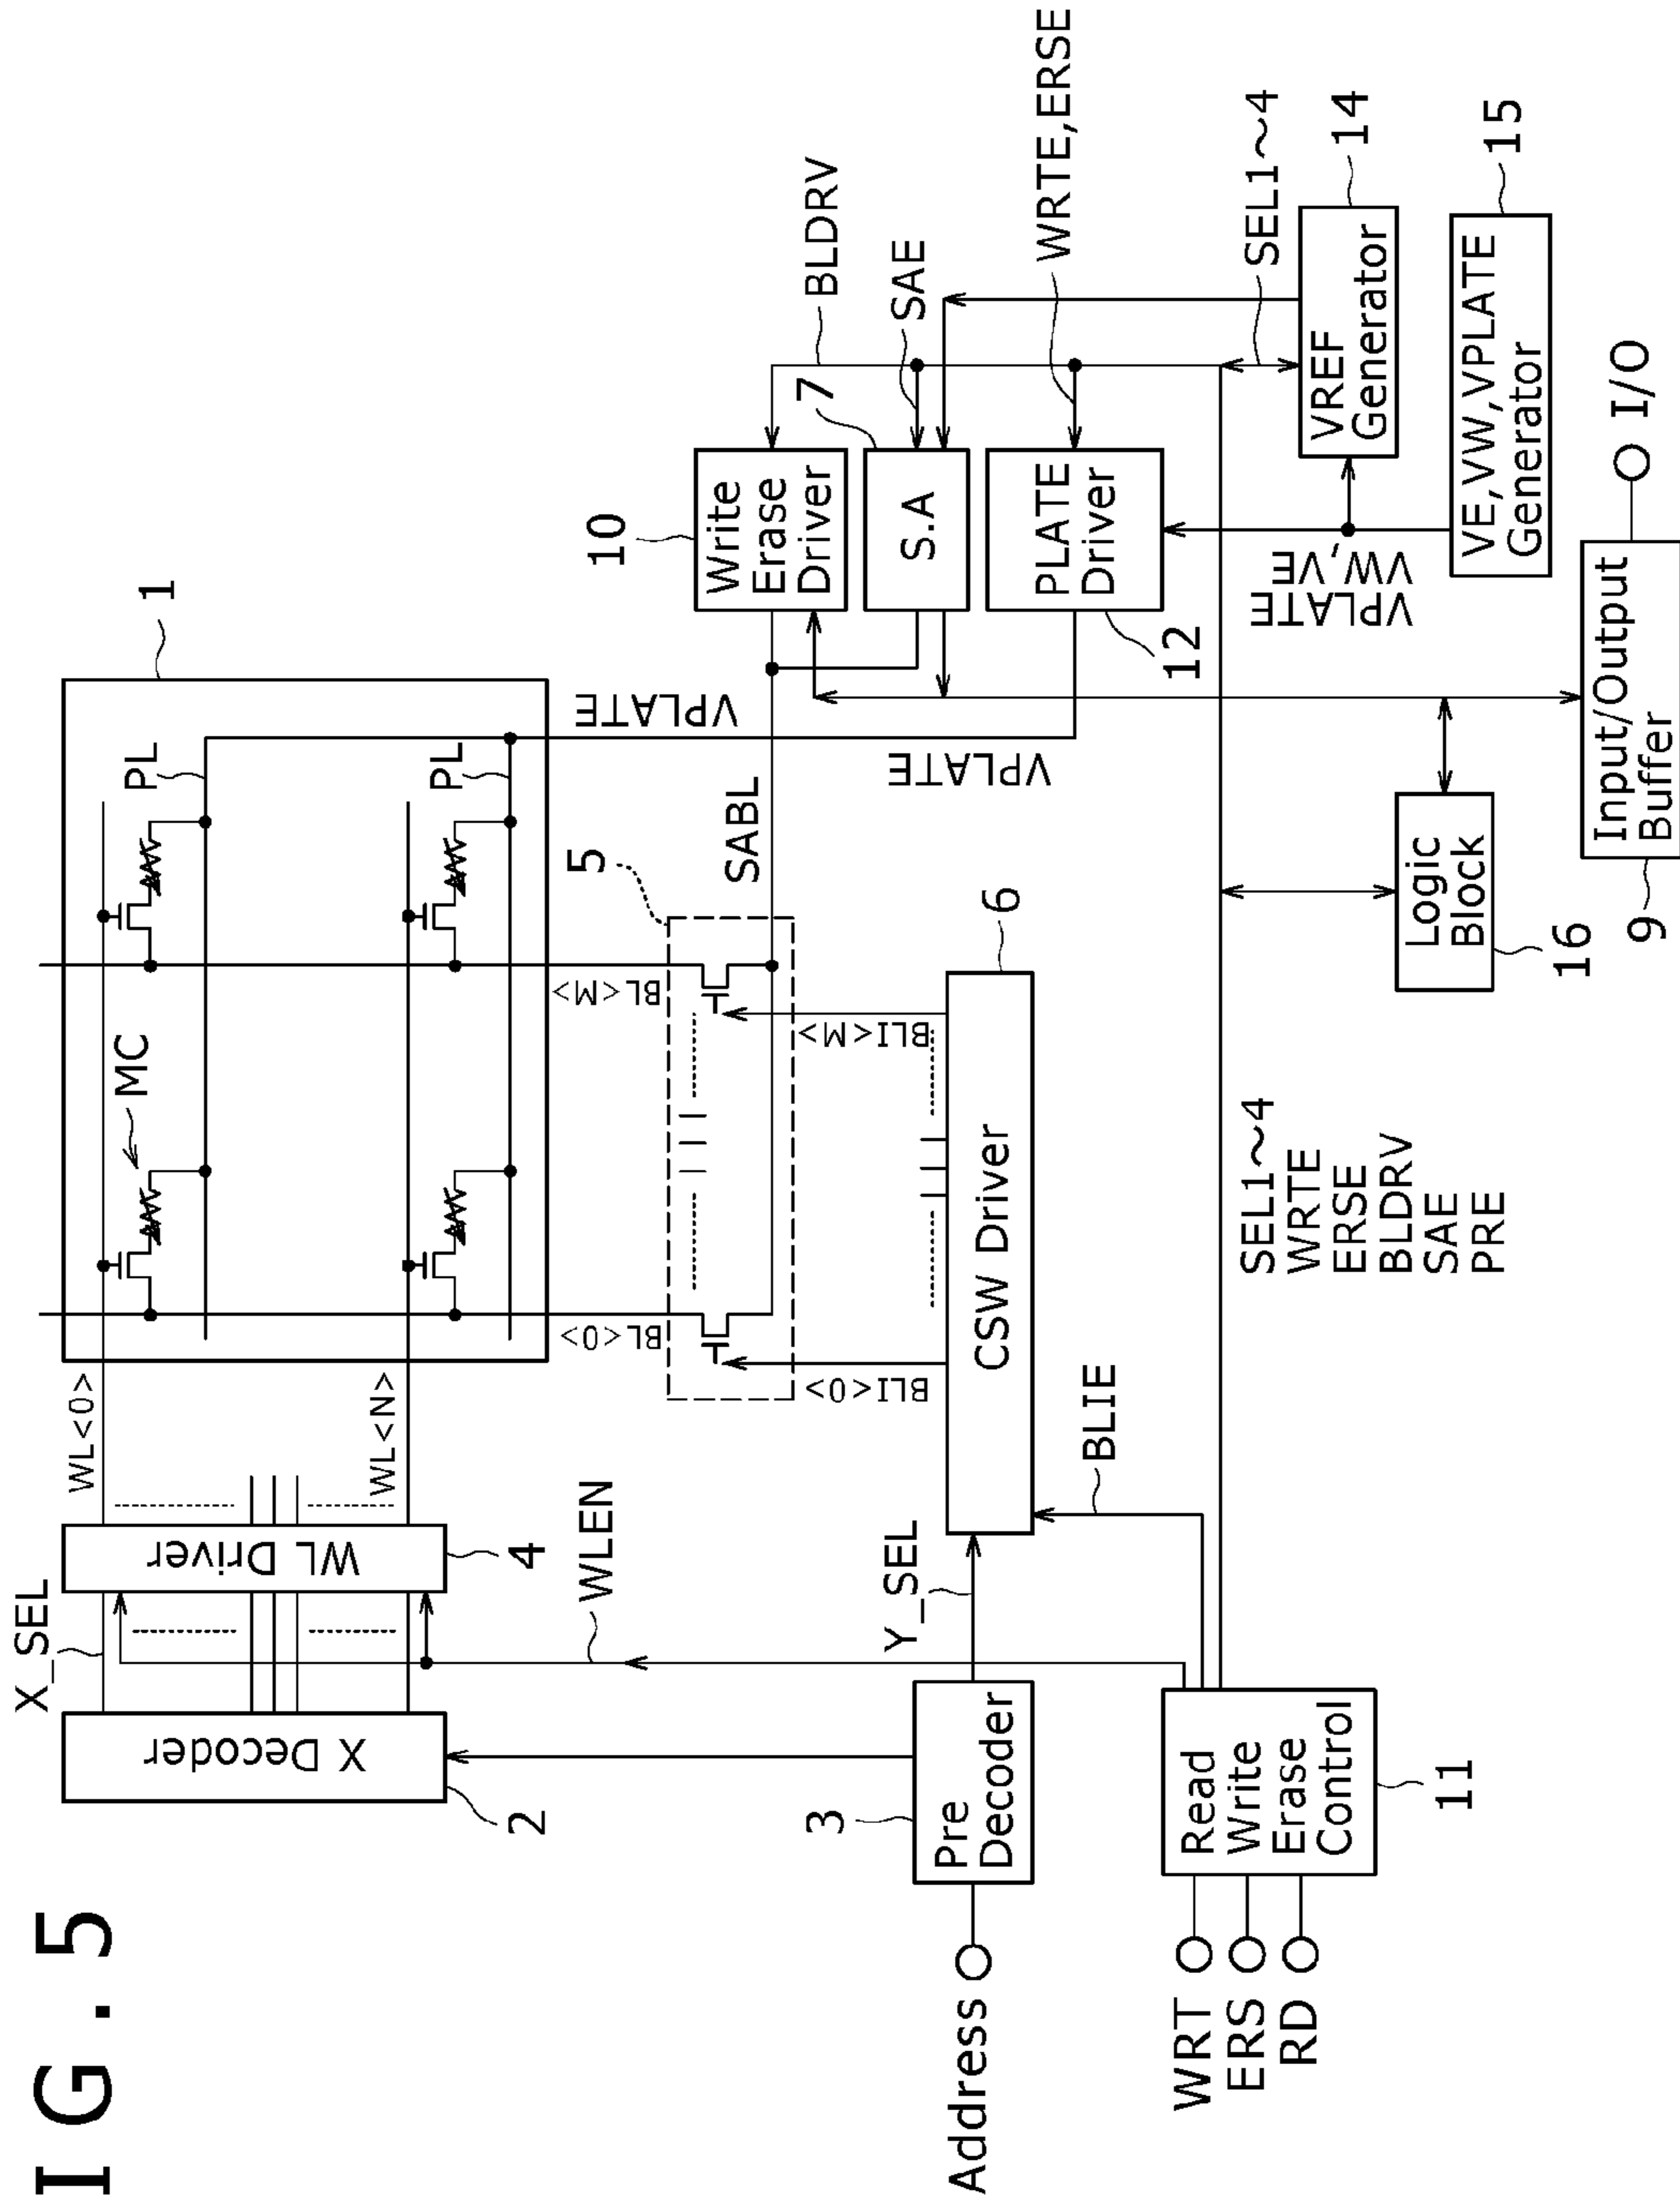 I G . 5
X_SEL
WL<0>
WL<N>
X Decoder
WL Driver
2
4
WLEN
1
MC
PL
PL
BL<0>
BL<M>
VPLATE
5
SABL
VPLATE
BLI<0>
BLI<M>
10
Write
Erase
Driver
BLDRV
7
S.A
SAE
PLATE
Driver
12
WRTE,ERSE
Address
3
Pre
Decoder
Y_SEL
CSW Driver
6
BLIE
VPLATE
VW,VE
SEL1~4
VREF
Generator
14
VE,VW,VPLATE
Generator
15
WRT
ERS
RD
Read
Write
Erase
Control
11
SEL1~4
WRTE
ERSE
BLDRV
SAE
PRE
Logic
Block
16
Input/Output
Buffer
9
I/O